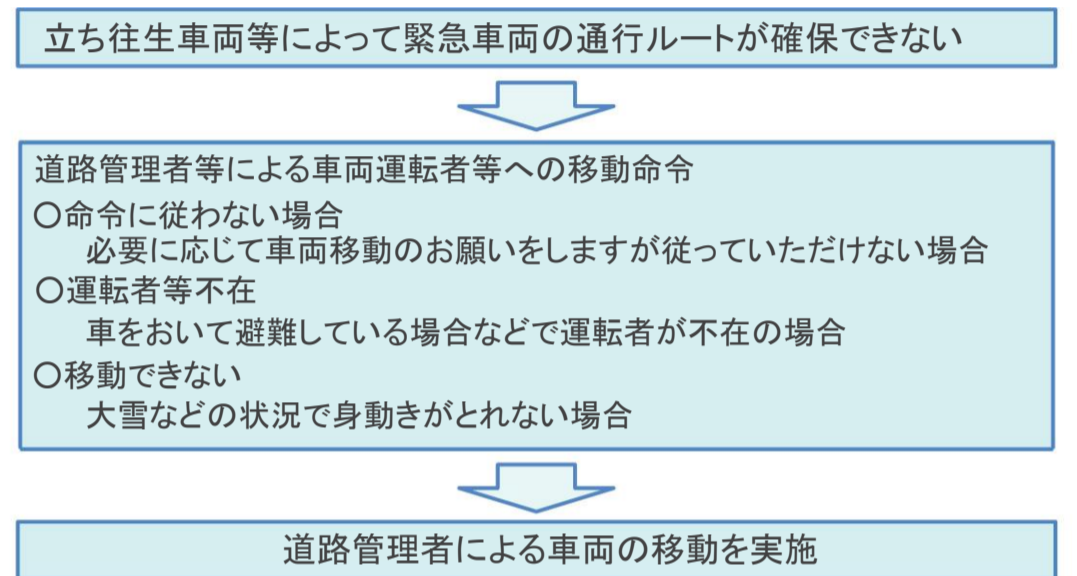 立ち往生車両等によって緊急車両の通行ルートが確保できない
道路管理者等による車両運転者等への移動命令
〇命令に従わない場合
必要に応じて車両移動のお願いをしますが従っていただけない場合
〇運転者等不在
車をおいて避難している場合などで運転者が不在の場合
〇移動できない
大雪などの状況で身動きがとれない場合
道路管理者による車両の移動を実施